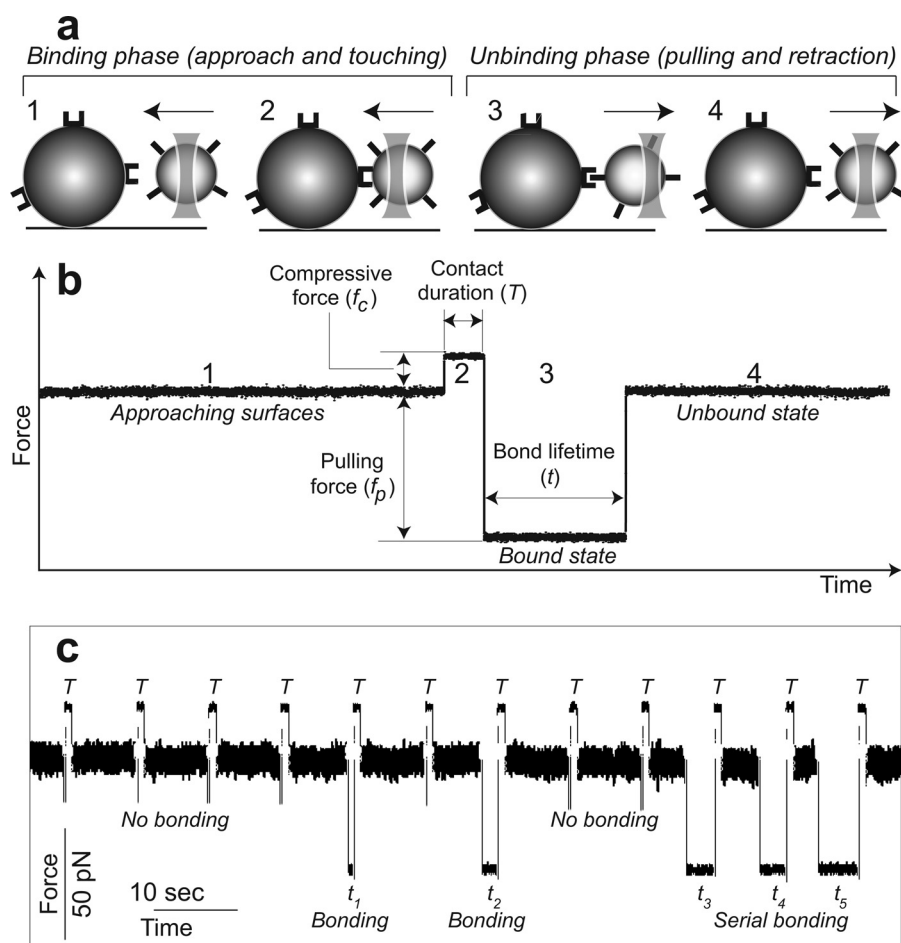 a
Binding phase (approach and touching)
Unbinding phase (pulling and retraction)
1
2
3
4
b
Compressive
force (fc)
Contact
duration (T)
1
2
3
4
Approaching surfaces
Unbound state
Force
Pulling
force (fp)
Bond lifetime
(t)
Bound state
Time
c
T T T T T T T T T T T T
No bonding
No bonding
Force
50 pN
10 sec
Time
t1 t2 t3 t4 t5
Bonding
Bonding
Serial bonding